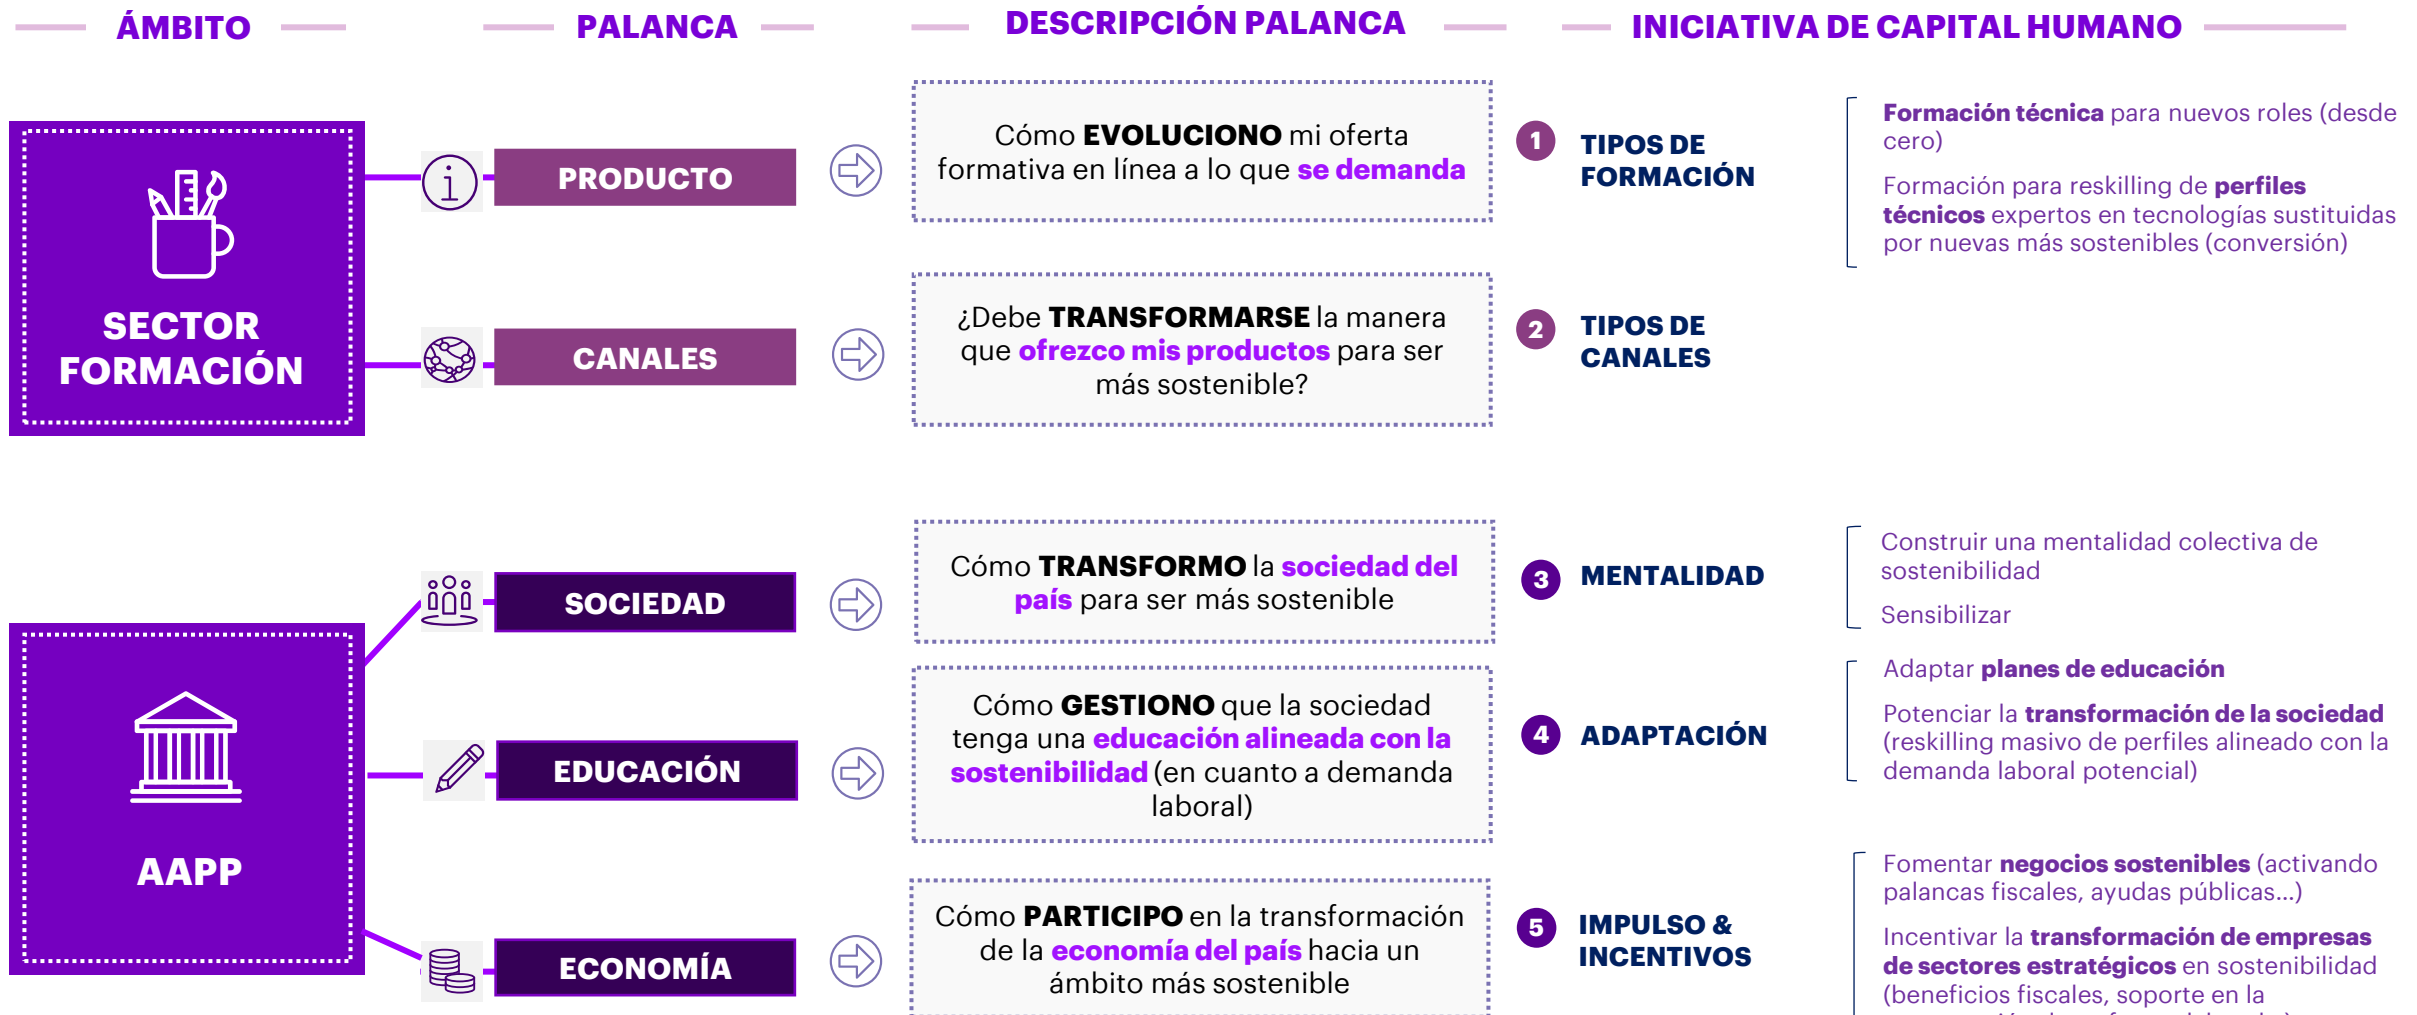 ÁMBITO
PALANCA
DESCRIPCIÓN PALANCA
INICIATIVA DE CAPITAL HUMANO
SECTOR
FORMACIÓN
PRODUCTO
Cómo EVOLUCIONO mi oferta
formativa en línea a lo que se demanda
1
TIPOS DE
FORMACIÓN
Formación técnica para nuevos roles (desde
cero)
Formación para reskilling de perfiles
técnicos expertos en tecnologías sustituidas
por nuevas más sostenibles (conversión)
CANALES
¿Debe TRANSFORMARSE la manera
que ofrezco mis productos para ser
más sostenible?
2
TIPOS DE
CANALES
AAPP
SOCIEDAD
Cómo TRANSFORMO la sociedad del
país para ser más sostenible
3
MENTALIDAD
Construir una mentalidad colectiva de
sostenibilidad
Sensibilizar
EDUCACIÓN
Cómo GESTIONO que la sociedad
tenga una educación alineada con la
sostenibilidad (en cuanto a demanda
laboral)
4
ADAPTACIÓN
Adaptar planes de educación
Potenciar la transformación de la sociedad
(reskilling masivo de perfiles alineado con la
demanda laboral potencial)
ECONOMÍA
Cómo PARTICIPO en la transformación
de la economía del país hacia un
ámbito más sostenible
5
IMPULSO &
INCENTIVOS
Fomentar negocios sostenibles (activando
palancas fiscales, ayudas públicas...)
Incentivar la transformación de empresas
de sectores estratégicos en sostenibilidad
(beneficios fiscales, soporte en la